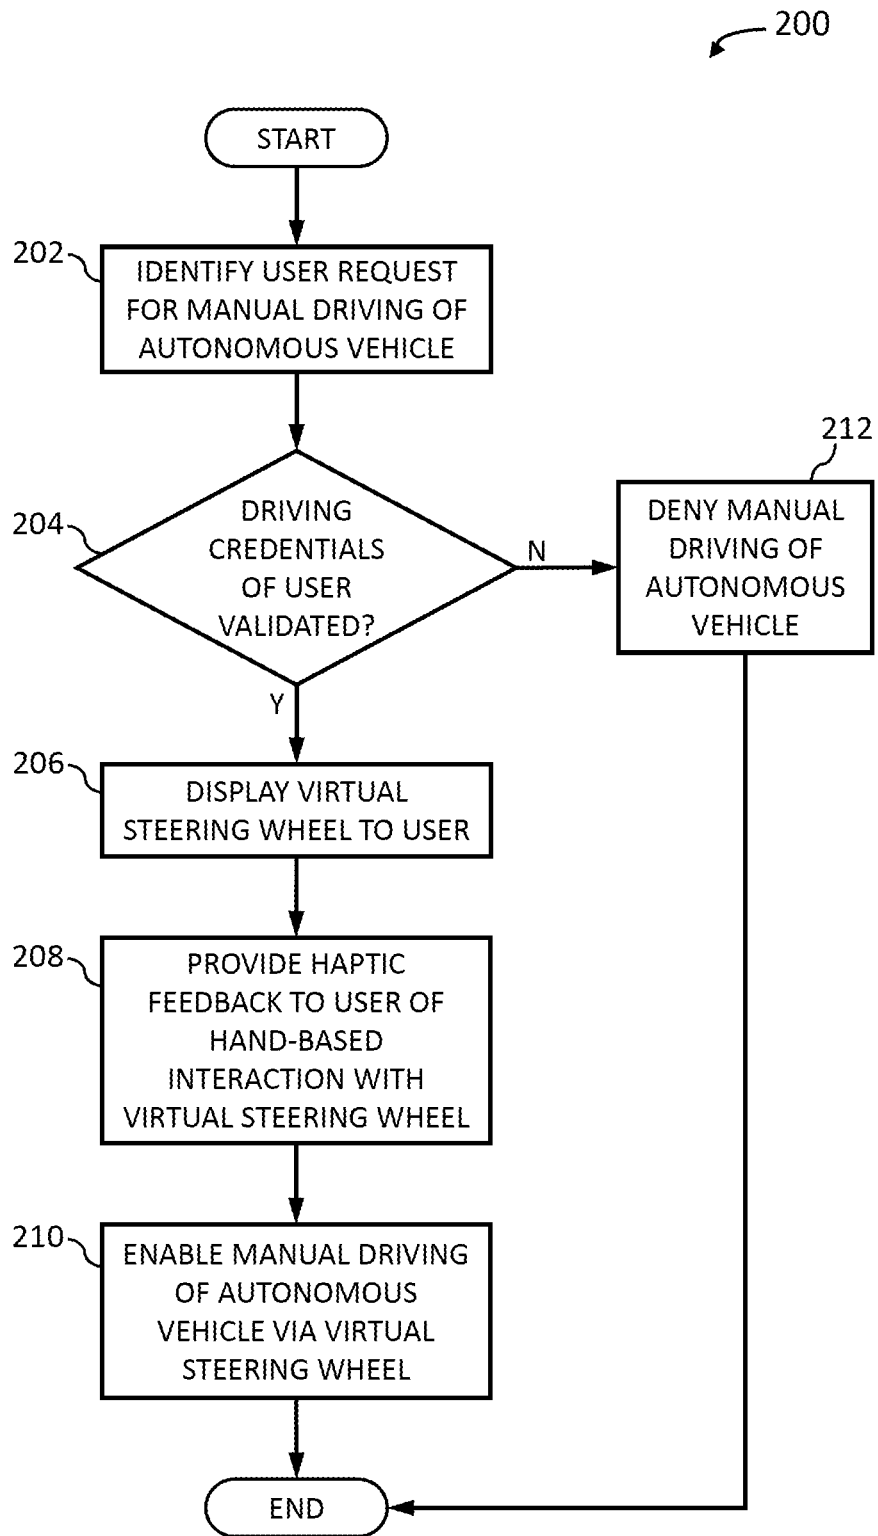 200
START
202
IDENTIFY USER REQUEST
FOR MANUAL DRIVING OF
AUTONOMOUS VEHICLE
204
DRIVING
CREDENTIALS
OF USER
VALIDATED?
N
212
DENY MANUAL
DRIVING OF
AUTONOMOUS
VEHICLE
Y
206
DISPLAY VIRTUAL
STEERING WHEEL TO USER
208
PROVIDE HAPTIC
FEEDBACK TO USER OF
HAND-BASED
INTERACTION WITH
VIRTUAL STEERING WHEEL
210
ENABLE MANUAL DRIVING
OF AUTONOMOUS
VEHICLE VIA VIRTUAL
STEERING WHEEL
END